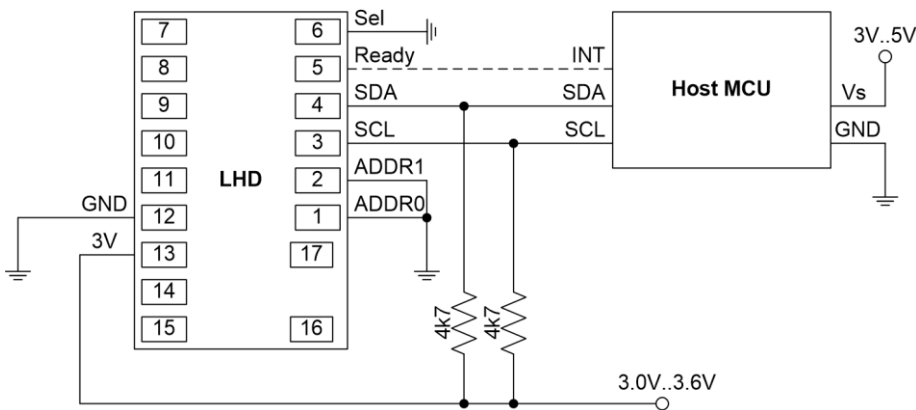 7 6 Sel
8 5 Ready INT
9 4 SDA SDA
10 3 SCL SCL
11 2 ADDR1
12 1 ADDR0
13 17
14
15 16
LHD
GND
3V
Host MCU
3V..5V
Vs
GND
4k7 4k7
3.0V..3.6V